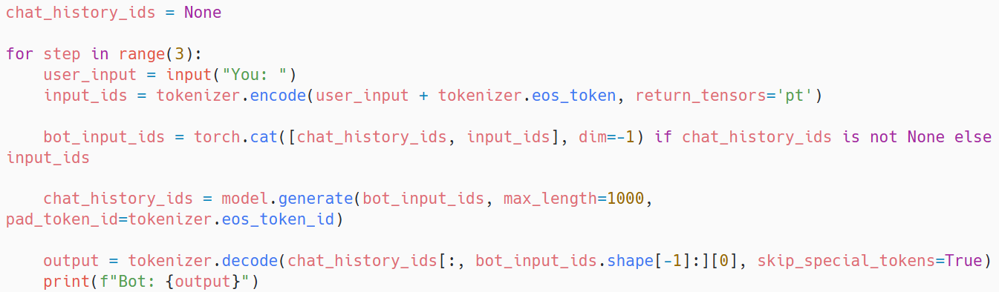 chat_history_ids = None
for step in range(3):
    user_input = input("You: ")
    input_ids = tokenizer.encode(user_input + tokenizer.eos_token, return_tensors='pt')
    bot_input_ids = torch.cat([chat_history_ids, input_ids], dim=-1) if chat_history_ids is not None else
input_ids
    chat_history_ids = model.generate(bot_input_ids, max_length=1000,
pad_token_id=tokenizer.eos_token_id)
    output = tokenizer.decode(chat_history_ids[:, bot_input_ids.shape[-1]:][0], skip_special_tokens=True)
    print(f"Bot: {output}")